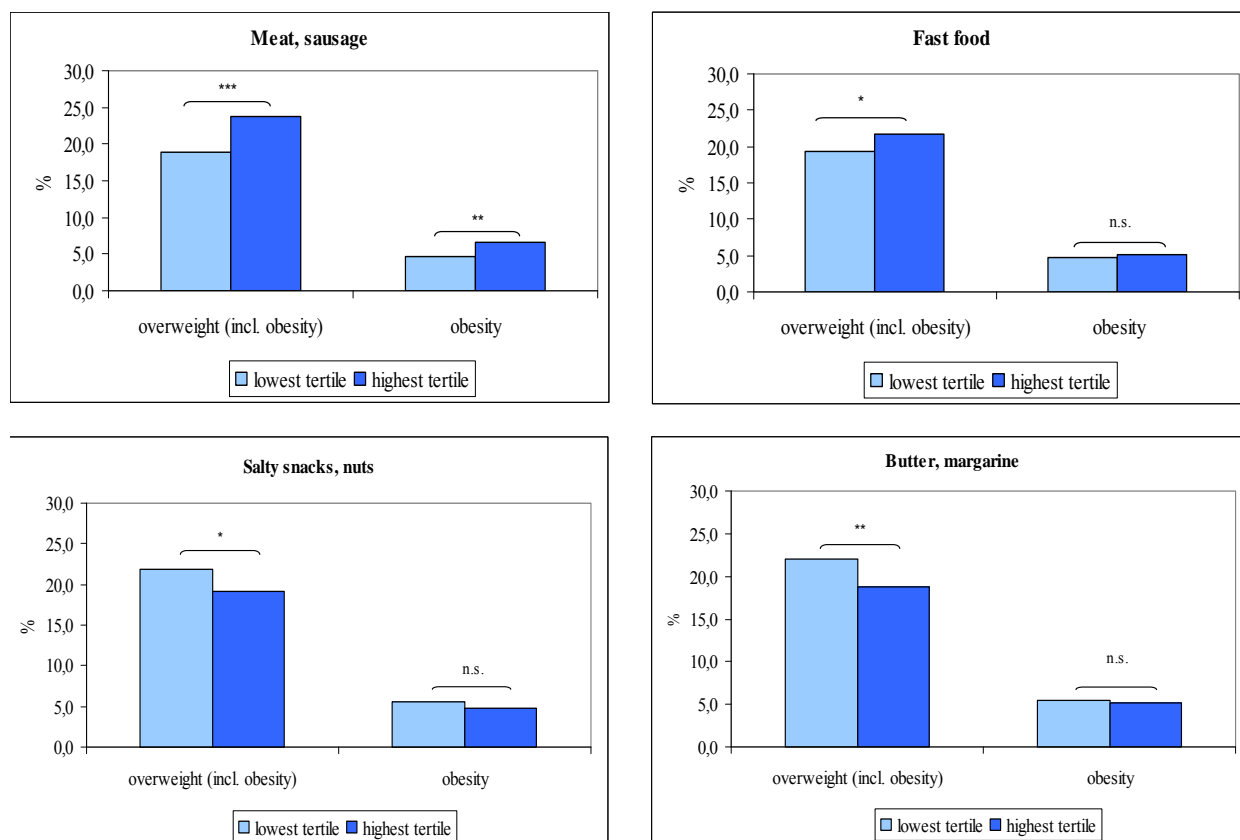 Meat, sausage
30,0
25,0
20,0
15,0
10,0
5,0
0,0
%
***
**
overweight (incl. obesity)
obesity
lowest tertile
highest tertile
Fast food
30,0
25,0
20,0
15,0
10,0
5,0
0,0
%
*
n.s.
overweight (incl. obesity)
obesity
lowest tertile
highest tertile
Salty snacks, nuts
30,0
25,0
20,0
15,0
10,0
5,0
0,0
%
*
n.s.
overweight (incl. obesity)
obesity
lowest tertile
highest tertile
Butter, margarine
30,0
25,0
20,0
15,0
10,0
5,0
0,0
%
**
n.s.
overweight (incl. obesity)
obesity
lowest tertile
highest tertile